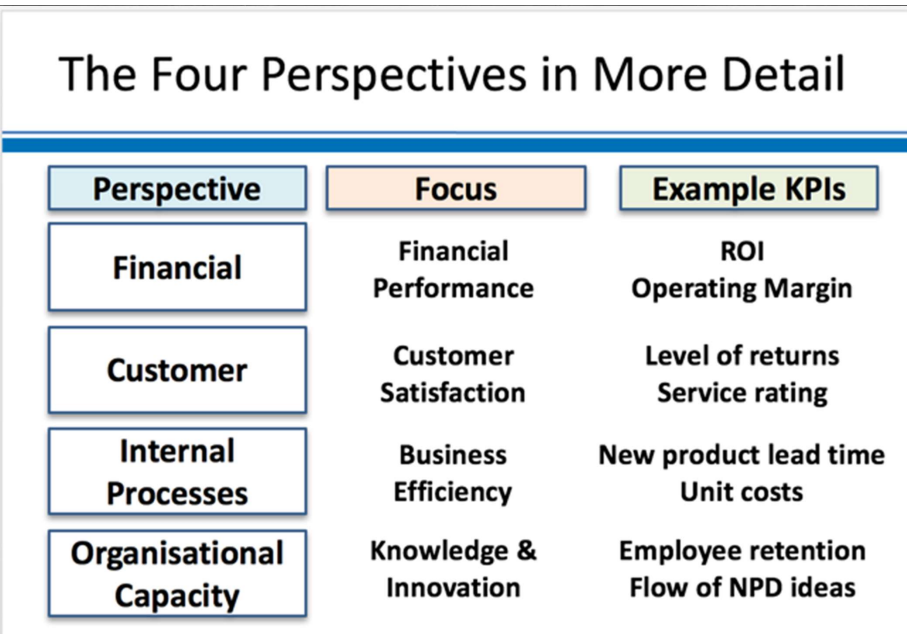 The Four Perspectives in More Detail
Perspective
Focus
Example KPIs
Financial
Financial
Performance
ROI
Operating Margin
Customer
Customer
Satisfaction
Level of returns
Service rating
Internal
Processes
Business
Efficiency
New product lead time
Unit costs
Organisational
Capacity
Knowledge &
Innovation
Employee retention
Flow of NPD ideas